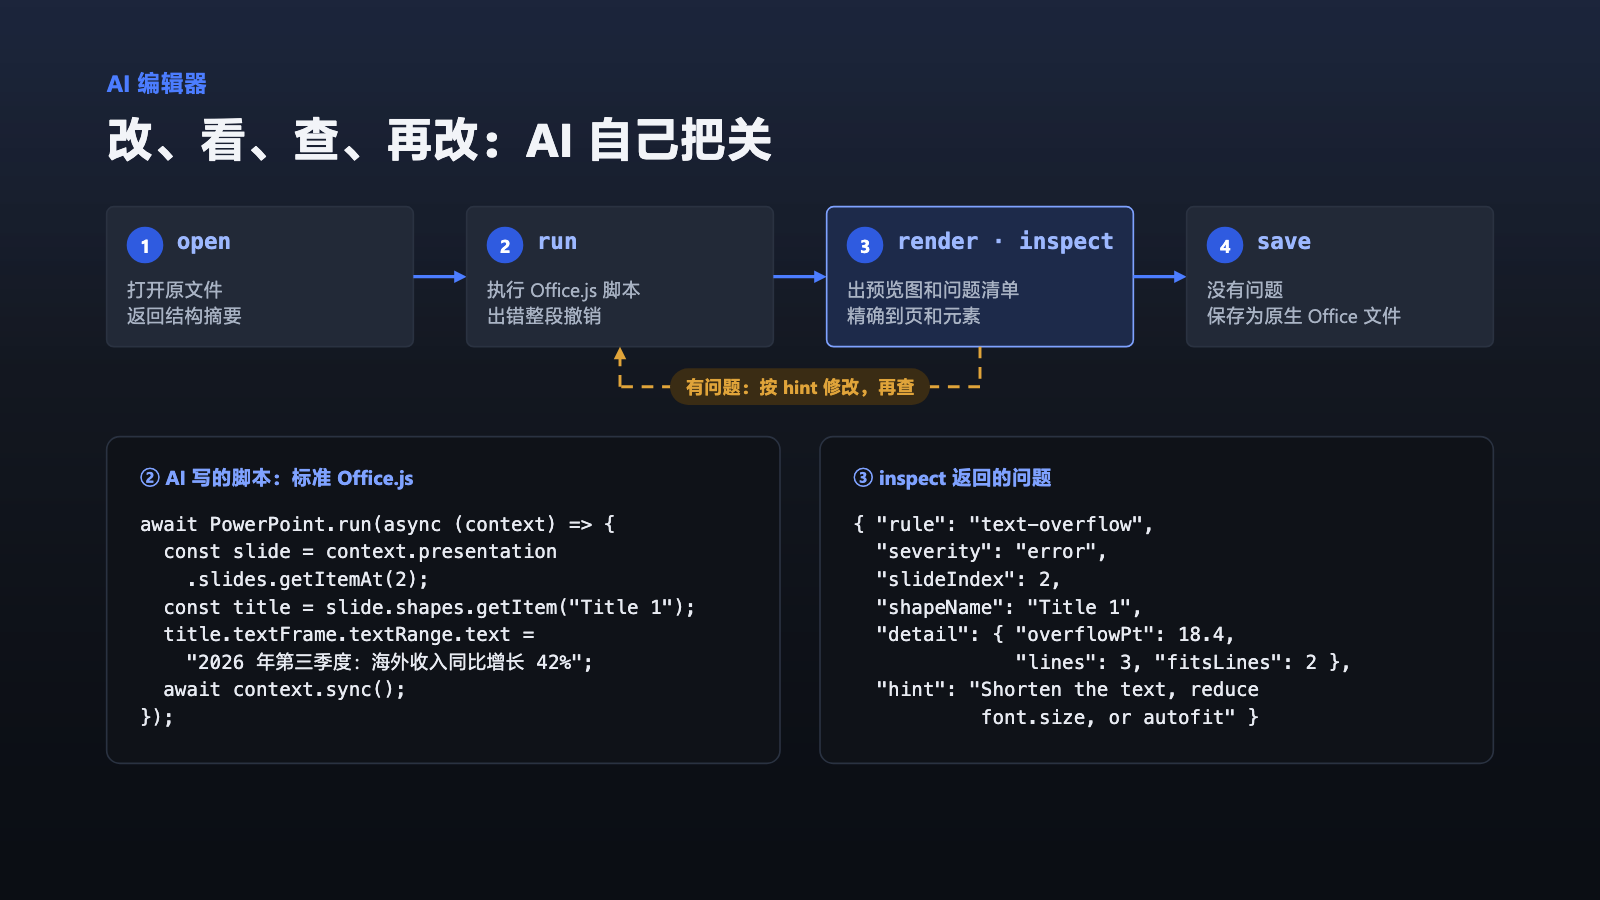 AI 编辑器
改、看、查、再改：AI 自己把关
1 open
打开原文件
返回结构摘要
2 run
执行 Office.js 脚本
出错整段撤销
3 render · inspect
出预览图和问题清单
精确到页和元素
4 save
没有问题
保存为原生 Office 文件
有问题：按 hint 修改，再查
② AI 写的脚本：标准 Office.js
await PowerPoint.run(async (context) => {
  const slide = context.presentation
    .slides.getItemAt(2);
  const title = slide.shapes.getItem("Title 1");
  title.textFrame.textRange.text =
    "2026 年第三季度：海外收入同比增长 42%";
  await context.sync();
});
③ inspect 返回的问题
{ "rule": "text-overflow",
  "severity": "error",
  "slideIndex": 2,
  "shapeName": "Title 1",
  "detail": { "overflowPt": 18.4,
              "lines": 3, "fitsLines": 2 },
  "hint": "Shorten the text, reduce
           font.size, or autofit" }